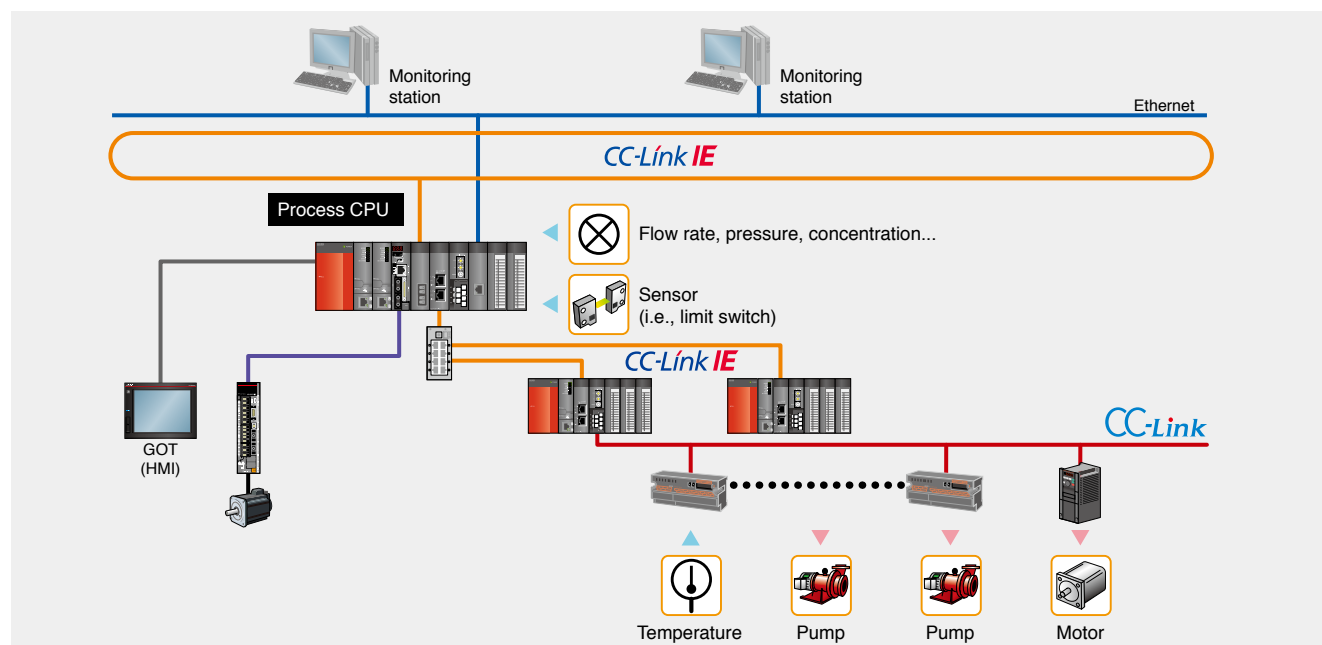 Monitoring
station
Monitoring
station
Ethernet
CC-Link IE
Process CPU
Flow rate, pressure, concentration...
Sensor
(i.e., limit switch)
CC-Link IE
GOT
(HMI)
CC-Link
Temperature
Pump
Pump
Motor